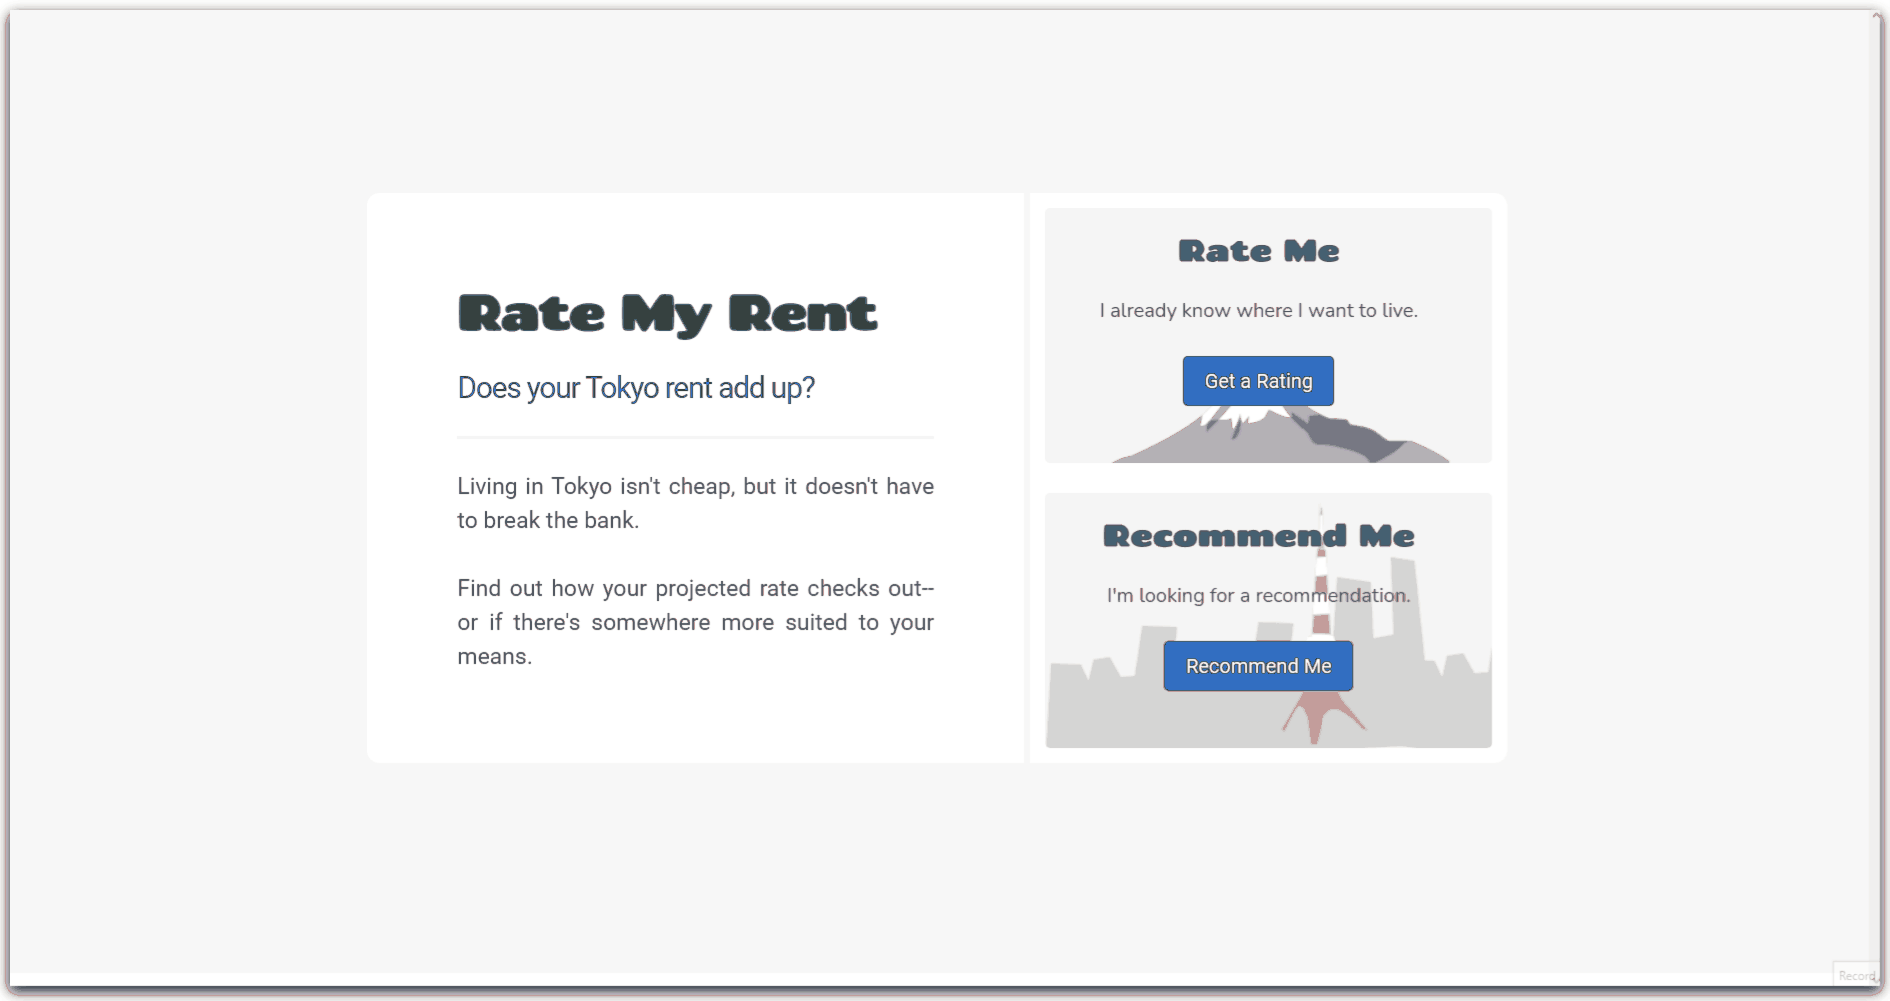 Rate My Rent
Does your Tokyo rent add up?
Living in Tokyo isn't cheap, but it doesn't have
to break the bank.
Find out how your projected rate checks out--
or if there's somewhere more suited to your
means.
Rate Me
I already know where I want to live.
Get a Rating
Recommend Me
I'm looking for a recommendation.
Recommend Me
Record